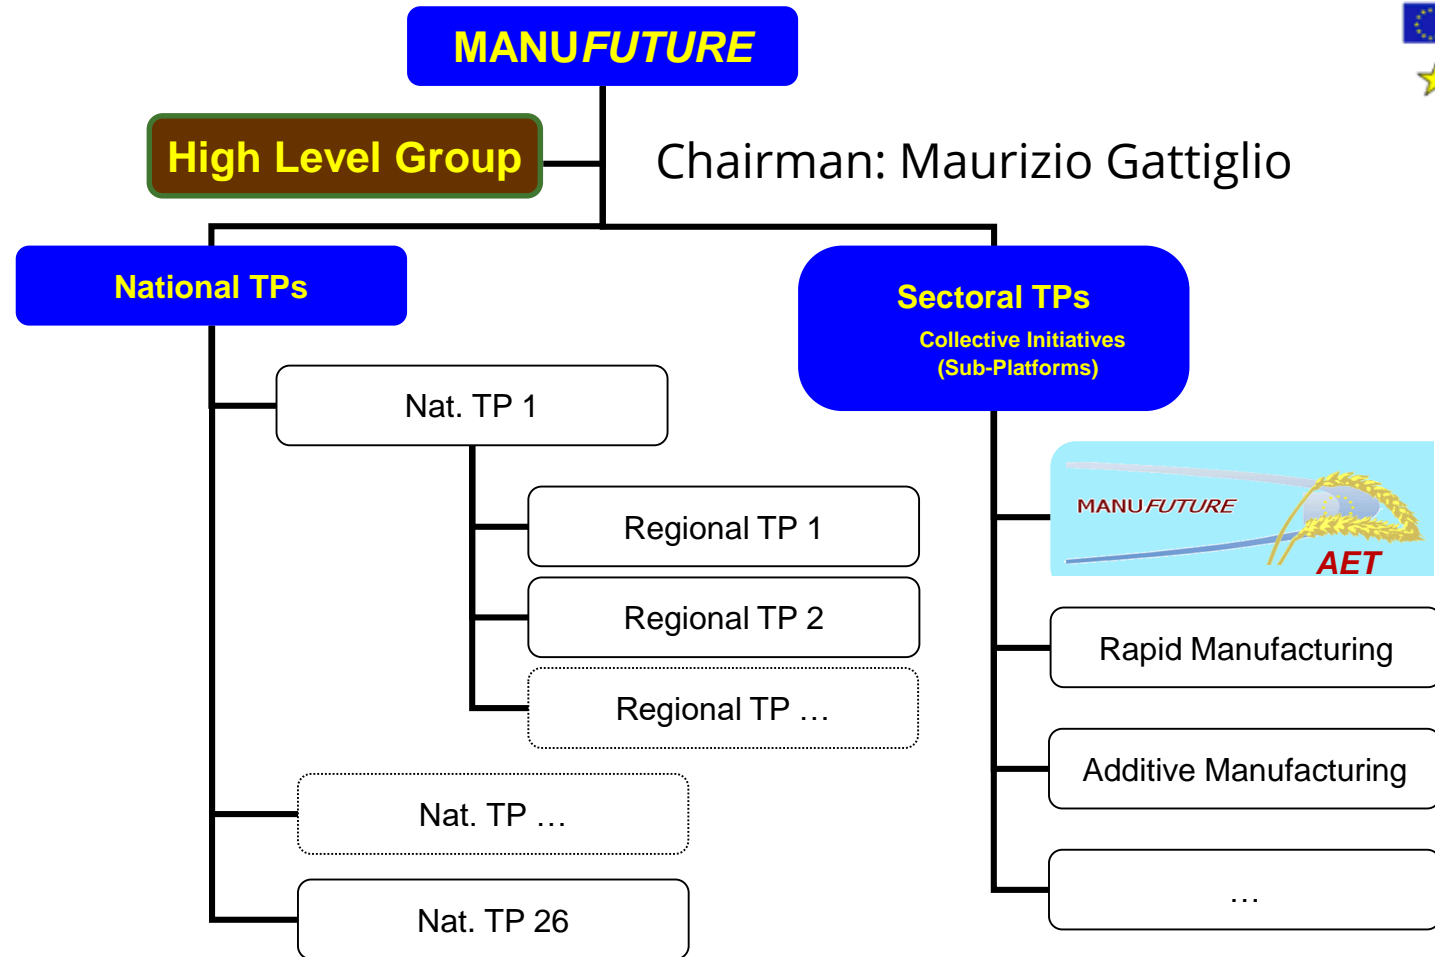 MANUFUTURE
High Level Group
Chairman: Maurizio Gattiglio
National TPs
Sectoral TPs
Collective Initiatives
(Sub-Platforms)
Nat. TP 1
Regional TP 1
Regional TP 2
Regional TP …
Nat. TP …
Nat. TP 26
MANUFUTURE
AET
Rapid Manufacturing
Additive Manufacturing
…